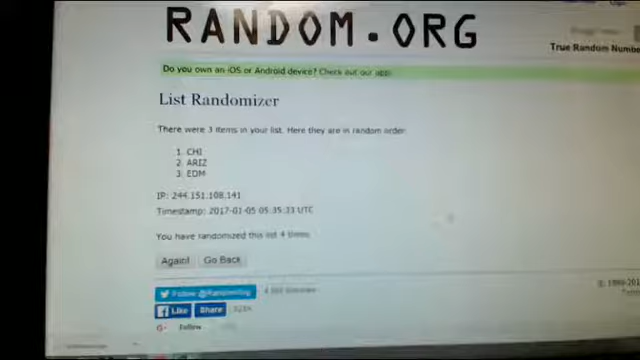 RANDOM.ORG
True Random Numbe
Do you own an iOS or Android device? Check out our app!
List Randomizer
There were 3 items in your list. Here they are in random order:
1. CHI
2. ARIZ
3. EDM
IP: 244.151.108.141
Timestamp: 2017-01-05 05:35:33 UTC
You have randomized this list 4 times.
Again! Go Back
Follow @RandomOrg
Like Share
Follow